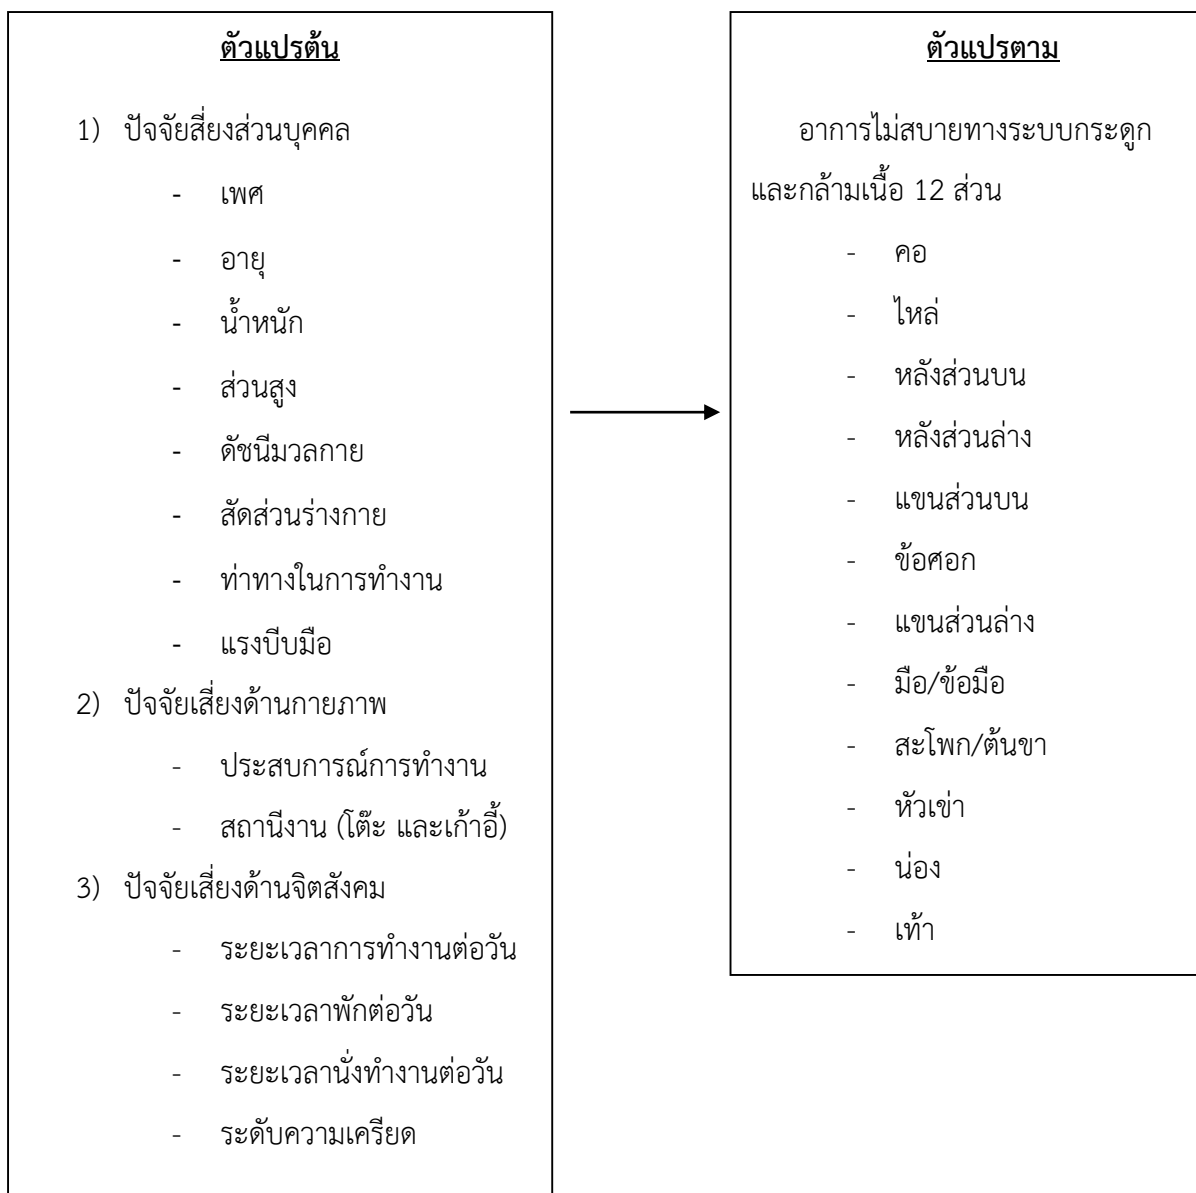 ตัวแปรต้น
1) ปัจจัยสี่ยงส่วนบุคคล
- เพศ
- อายุ
- น้ำหนัก
- ส่วนสูง
- ดัชนีมวลกาย
- สัดส่วนร่างกาย
- ท่าทางในการทำงาน
- แรงบีบมือ
2) ปัจจัยเสี่ยงด้านกายภาพ
- ประสบการณ์การทำงาน
- สถานีงาน (โต๊ะ และเก้าอี้)
3) ปัจจัยเสี่ยงด้านจิตสังคม
- ระยะเวลาการทำงานต่อวัน
- ระยะเวลาพักต่อวัน
- ระยะเวลานั่งทำงานต่อวัน
- ระดับความเครียด
ตัวแปรตาม
อาการไม่สบายทางระบบกระดูก
และกล้ามเนื้อ 12 ส่วน
- คอ
- ไหล่
- หลังส่วนบน
- หลังส่วนล่าง
- แขนส่วนบน
- ข้อศอก
- แขนส่วนล่าง
- มือ/ข้อมือ
- สะโพก/ต้นขา
- หัวเข่า
- น่อง
- เท้า